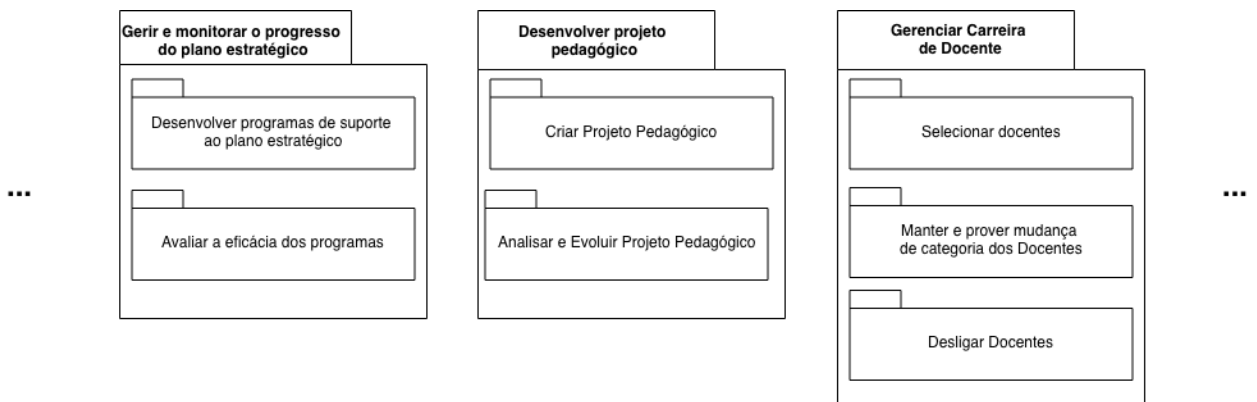 Gerir e monitorar o progresso
do plano estratégico
Desenvolver programas de suporte
ao plano estratégico
Avaliar a eficácia dos programas
Desenvolver projeto
pedagógico
Criar Projeto Pedagógico
Analisar e Evoluir Projeto Pedagógico
Gerenciar Carreira
de Docente
Selecionar docentes
Manter e prover mudança
de categoria dos Docentes
Desligar Docentes
...
...